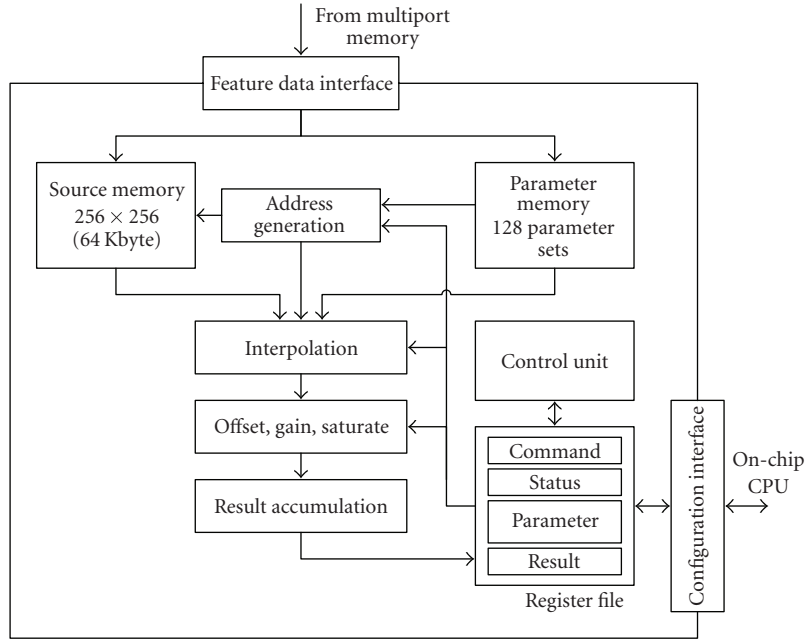 From multiport
memory
Feature data interface
Source memory
256 × 256
(64 Kbyte)
Address
generation
Parameter
memory
128 parameter
sets
Interpolation
Control unit
Offset, gain, saturate
Command
Status
Parameter
Result
Result accumulation
Register file
Configuration interface
On-chip
CPU